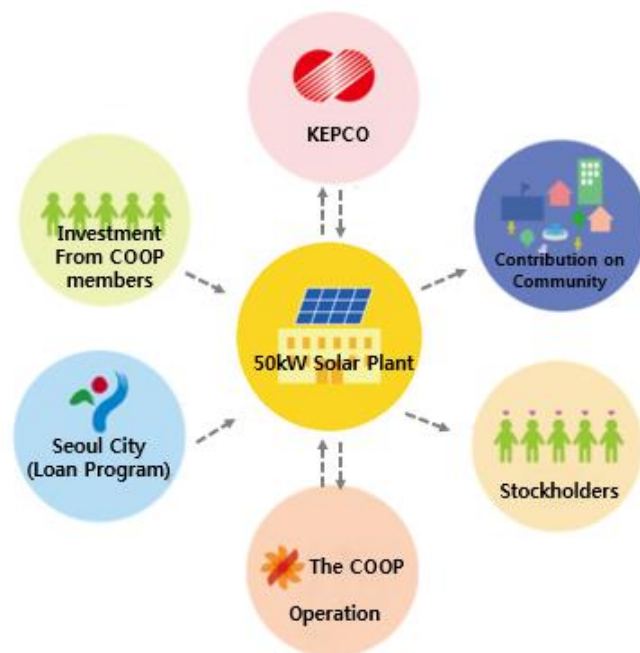 KEPCO
Investment
From COOP
members
Contribution on
Community
50kW Solar Plant
Seoul City
(Loan Program)
Stockholders
The COOP
Operation